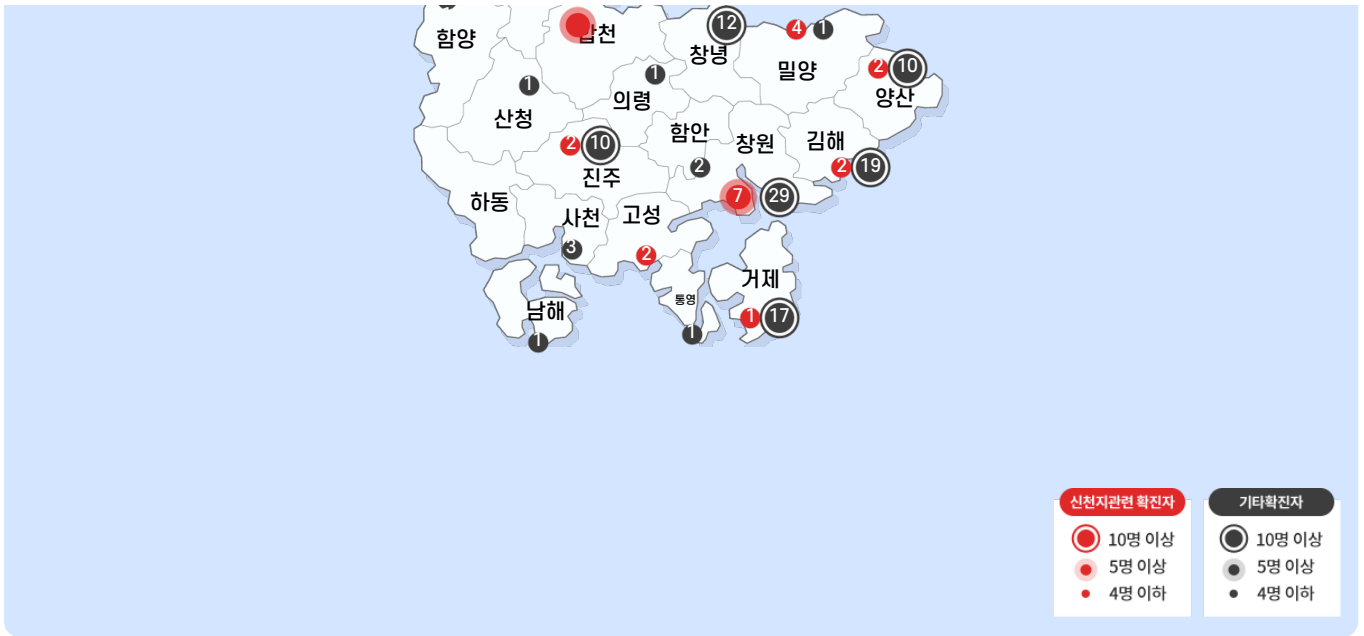 12
4 1
합천
함양
창녕
2 10
밀양
1
1
양산
의령
산청
함안
김해
2 10
창원
2
2 19
진주
7 29
하동
사천 고성
3
2
거제
통영
남해
1 17
1
1
신천지관련 확진자
10명 이상
5명 이상
4명 이하
기타확진자
10명 이상
5명 이상
4명 이하